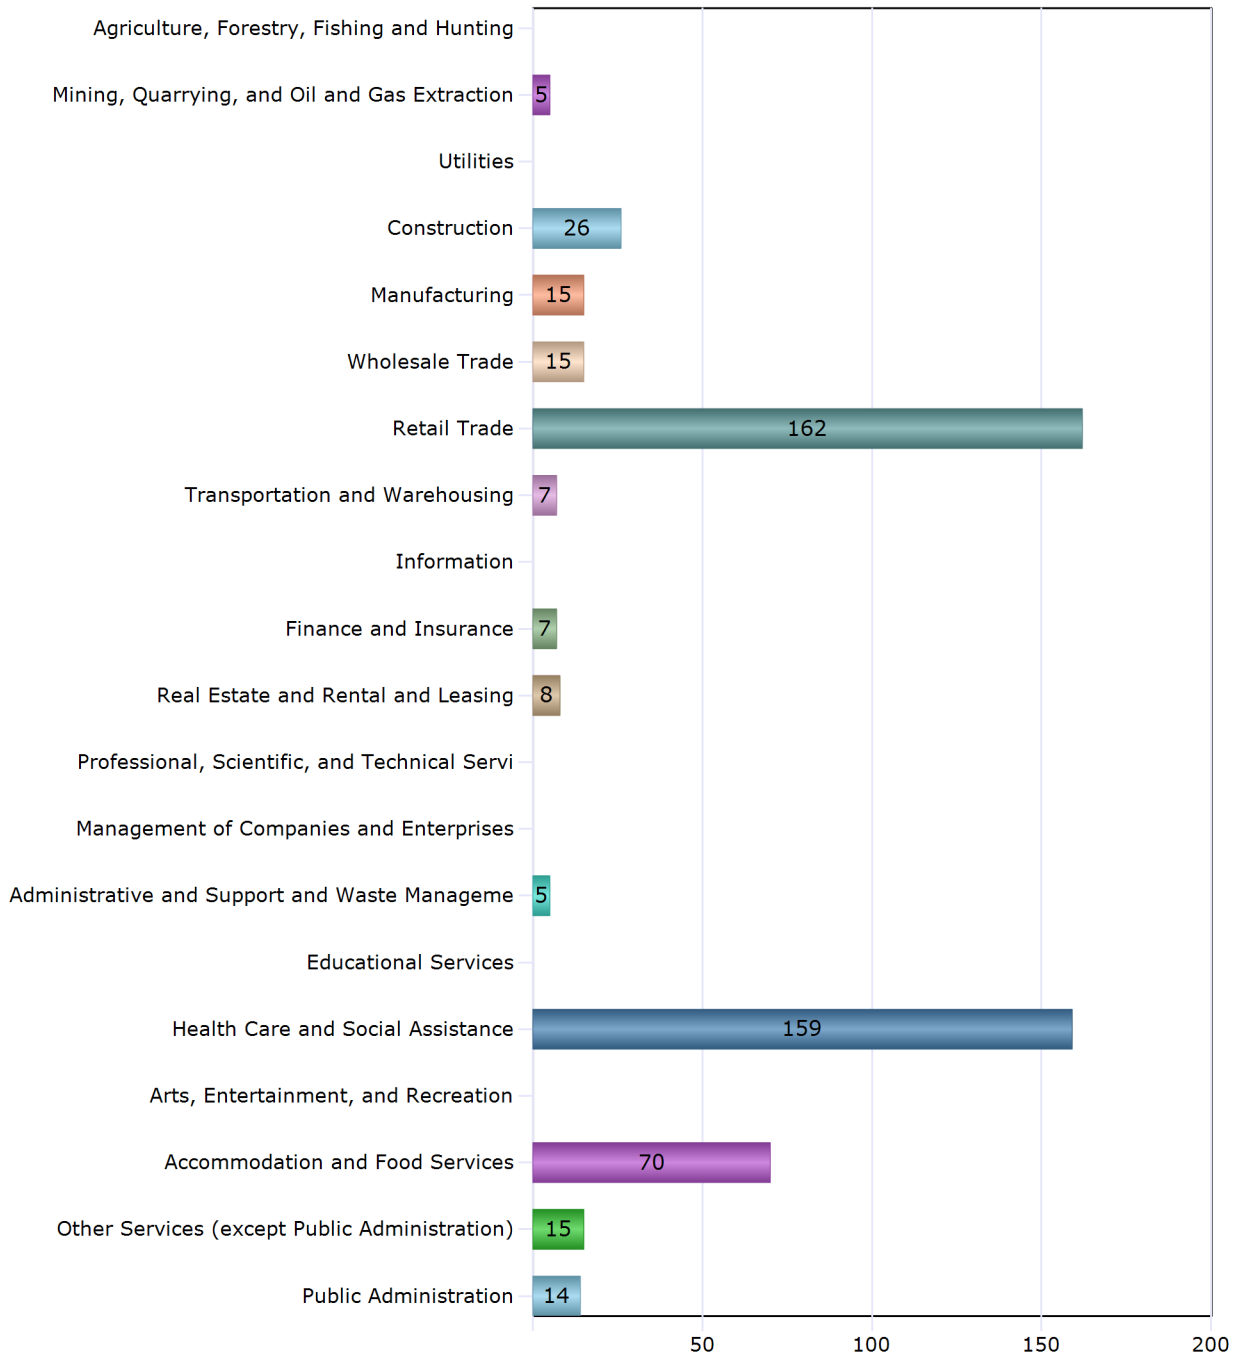 Agriculture, Forestry, Fishing and Hunting
Mining, Quarrying, and Oil and Gas Extraction 5
Utilities
Construction 26
Manufacturing 15
Wholesale Trade 15
Retail Trade 162
Transportation and Warehousing 7
Information
Finance and Insurance 7
Real Estate and Rental and Leasing 8
Professional, Scientific, and Technical Servi
Management of Companies and Enterprises
Administrative and Support and Waste Manageme 5
Educational Services
Health Care and Social Assistance 159
Arts, Entertainment, and Recreation
Accommodation and Food Services 70
Other Services (except Public Administration) 15
Public Administration 14
50 100 150 200